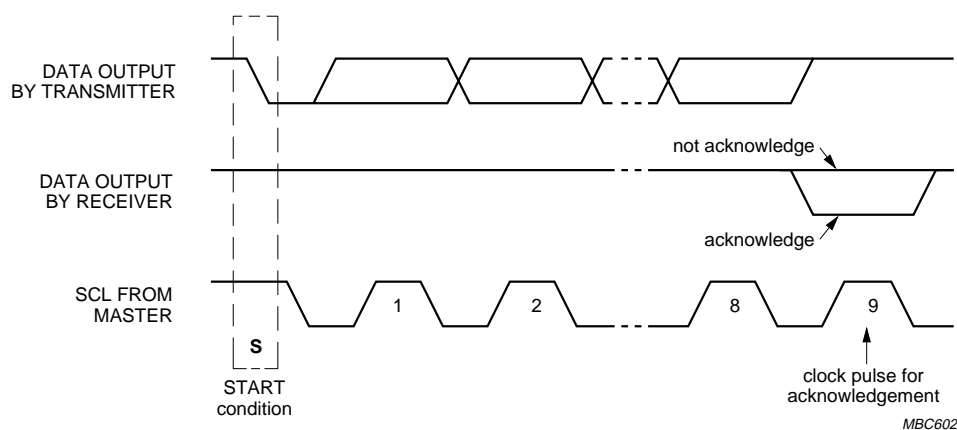 DATA OUTPUT
BY TRANSMITTER
not acknowledge
DATA OUTPUT
BY RECEIVER
acknowledge
SCL FROM
MASTER
1
2
8
9
S
START
condition
clock pulse for
acknowledgement
MBC602